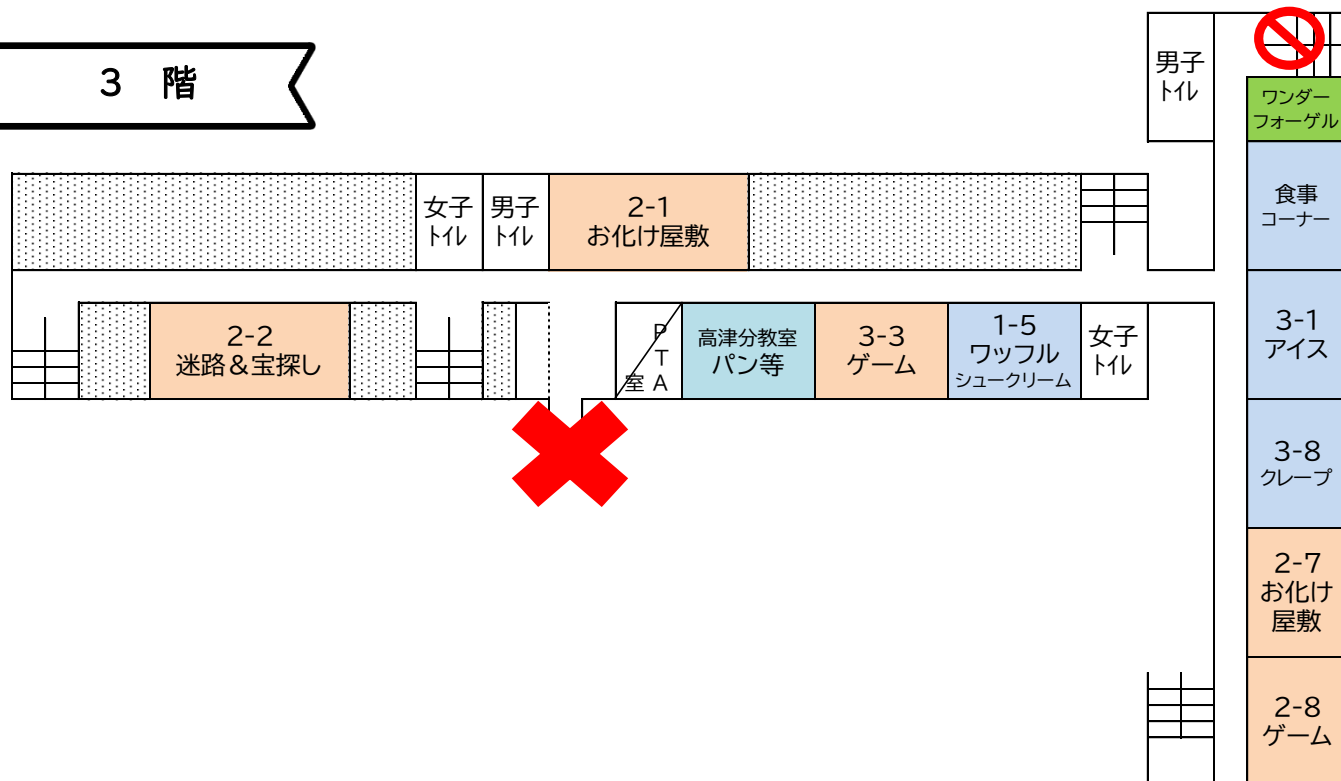 3 階
男子
ﾄｲﾚ
ワンダー
フォーゲル
食事
コーナー
女子
ﾄｲﾚ
男子
ﾄｲﾚ
2-1
お化け屋敷
3-1
アイス
2-2
迷路＆宝探し
PTA室
高津分教室
パン等
3-3
ゲーム
1-5
ワッフル
シュークリーム
女子
ﾄｲﾚ
3-8
クレープ
2-7
お化け
屋敷
2-8
ゲーム